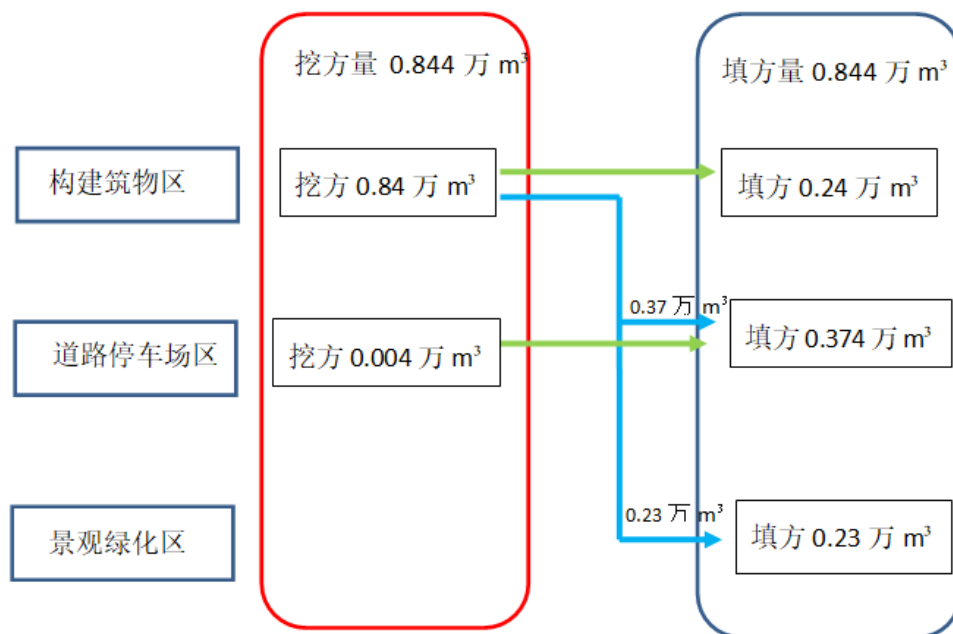 挖方量 0.844 万 m³
填方量 0.844 万 m³
构建筑物区
挖方 0.84 万 m³
填方 0.24 万 m³
0.37 万 m³
道路停车场区
挖方 0.004 万 m³
填方 0.374 万 m³
0.23 万 m³
景观绿化区
填方 0.23 万 m³